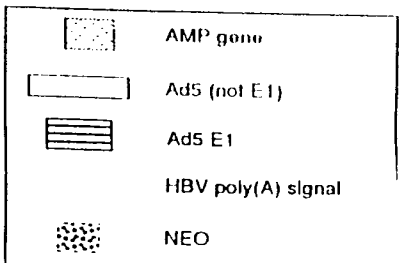 AMP gene
Ad5 (not E1)
Ad5 E1
HBV poly(A) signal
NEO